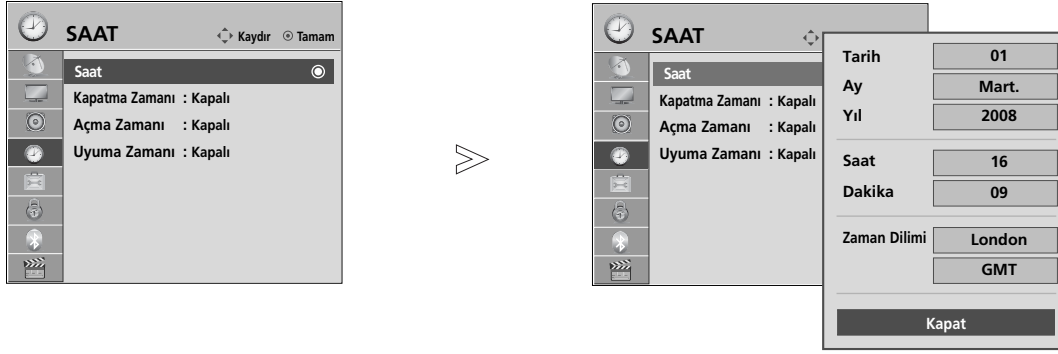 SAAT Kaydır Tamam
Saat
Kapatma Zamanı : Kapalı
Açma Zamanı : Kapalı
Uyuma Zamanı : Kapalı
SAAT
Saat
Kapatma Zamanı : Kapalı
Açma Zamanı : Kapalı
Uyuma Zamanı : Kapalı
Tarih 01
Ay Mart.
Yıl 2008
Saat 16
Dakika 09
Zaman Dilimi London
GMT
Kapat